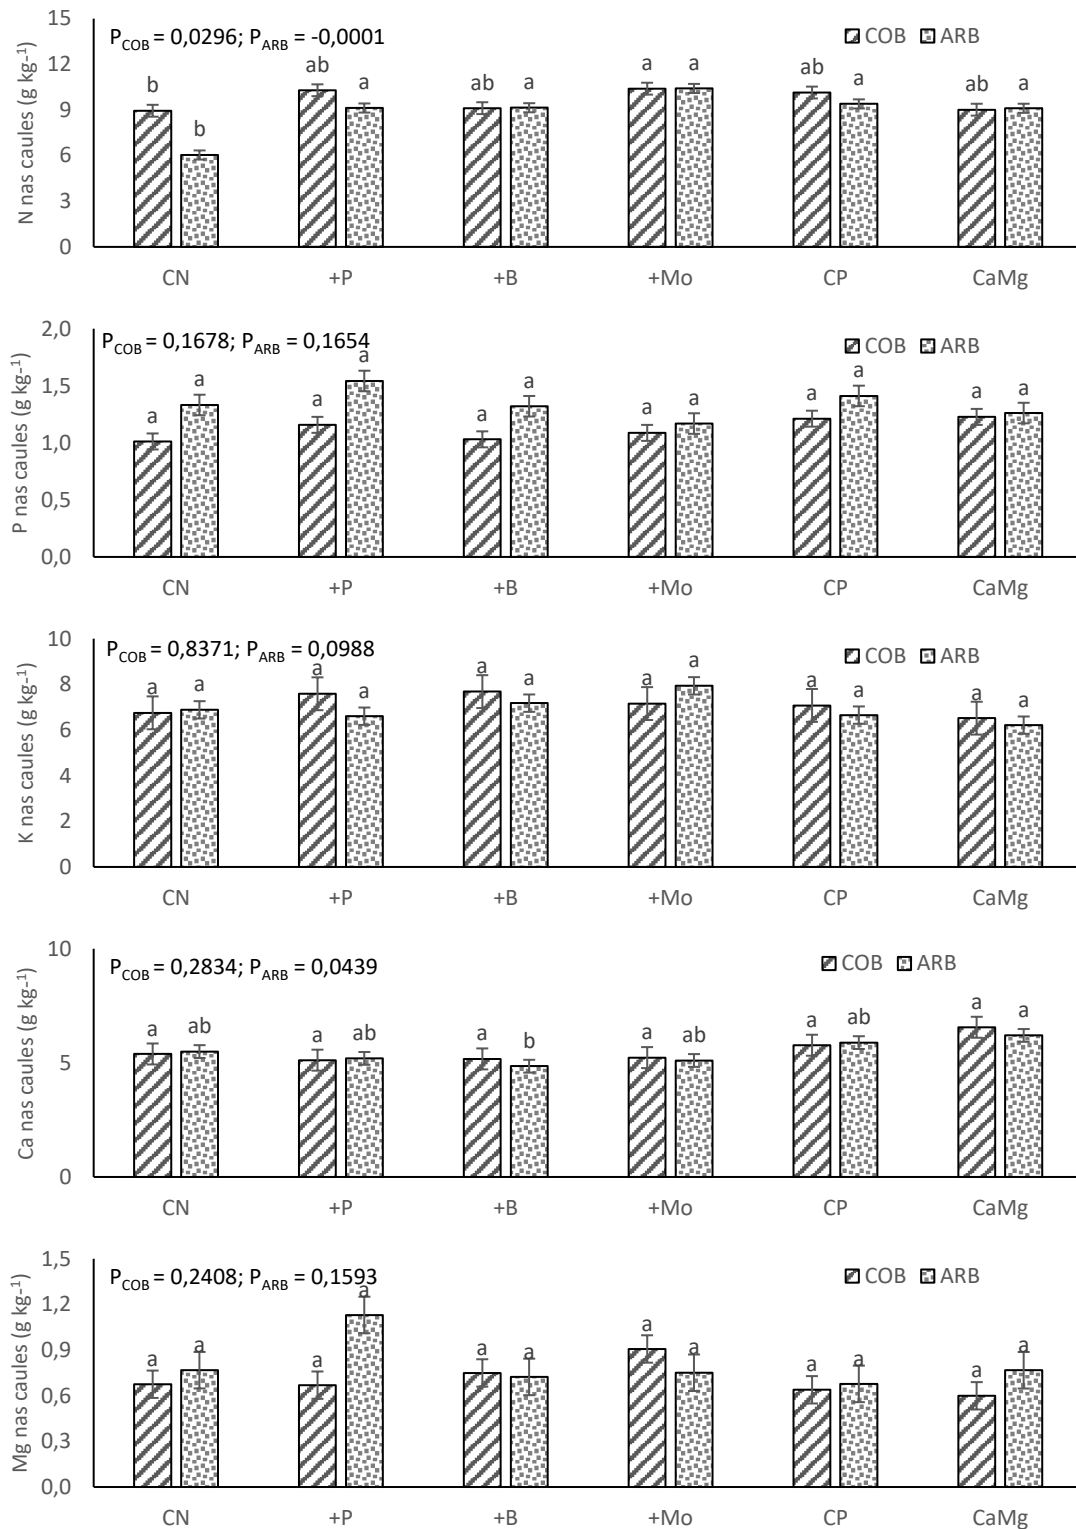 N nas caules (g kg⁻¹)
15
12
9
6
3
0
P_COB = 0,0296; P_ARB = -0,0001
COB ARB
b b ab a ab a a a ab a ab a
CN +P +B +Mo CP CaMg
P nas caules (g kg⁻¹)
2,0
1,5
1,0
0,5
0,0
P_COB = 0,1678; P_ARB = 0,1654
COB ARB
a a a a a a a a a a a a
CN +P +B +Mo CP CaMg
K nas caules (g kg⁻¹)
10
8
6
4
2
0
P_COB = 0,8371; P_ARB = 0,0988
COB ARB
a a a a a a a a a a a a
CN +P +B +Mo CP CaMg
Ca nas caules (g kg⁻¹)
10
5
0
P_COB = 0,2834; P_ARB = 0,0439
COB ARB
a ab a ab a b a ab a ab a a
CN +P +B +Mo CP CaMg
Mg nas caules (g kg⁻¹)
1,5
1,2
0,9
0,6
0,3
0,0
P_COB = 0,2408; P_ARB = 0,1593
COB ARB
a a a a a a a a a a a a
CN +P +B +Mo CP CaMg